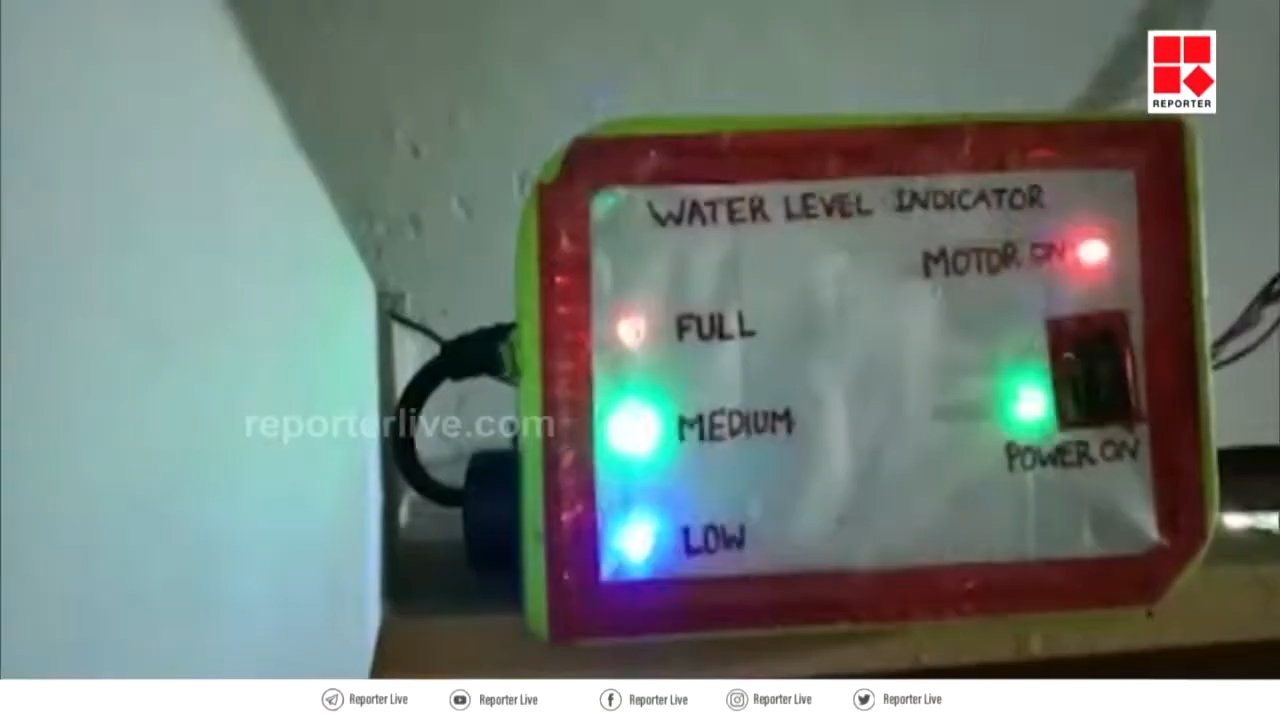 REPORTER
WATER LEVEL INDICATOR
MOTOR ON
FULL
MEDIUM
reporterlive.com
POWER ON
LOW
Reporter Live
Reporter Live
Reporter Live
Reporter Live
Reporter Live